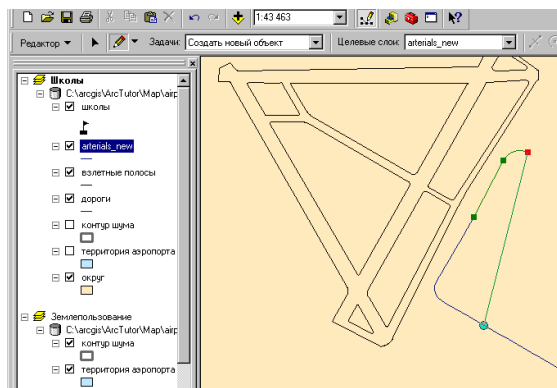 1:43 463
Редактор Задачи: Создать новый объект Целевые слои: arterials_new
Школы
C:\arcgis\ArcTutor\Map\airp
школы
arterials_new
взлетные полосы
дороги
контур шума
территория аэропорта
округ
Землепользование
C:\arcgis\ArcTutor\Map\airp
контур шума
территория аэропорта